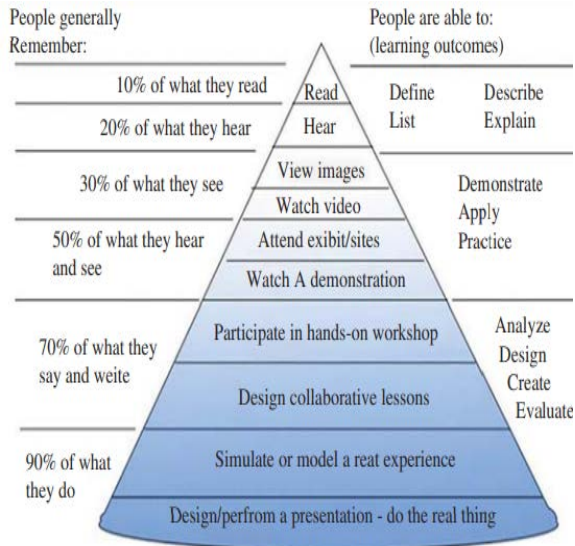 People generally
Remember:
People are able to:
(learning outcomes)
10% of what they read
Read
Define
Describe
List
Explain
20% of what they hear
Hear
30% of what they see
View images
Watch video
Demonstrate
Apply
Practice
50% of what they hear
and see
Attend exibit/sites
Watch A demonstration
70% of what they
say and weite
Participate in hands-on workshop
Design collaborative lessons
Analyze
Design
Create
Evaluate
90% of what
they do
Simulate or model a reat experience
Design/perfrom a presentation - do the real thing